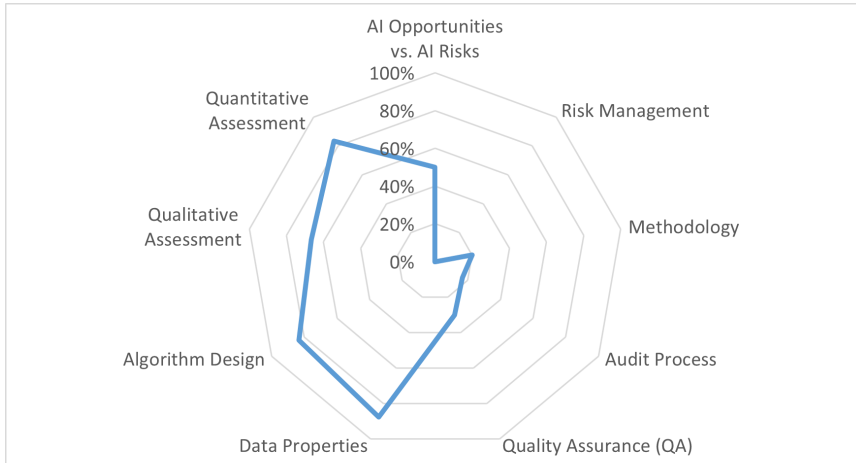 AI Opportunities
vs. AI Risks
100%
80%
60%
40%
20%
0%
Risk Management
Methodology
Audit Process
Quality Assurance (QA)
Data Properties
Algorithm Design
Qualitative
Assessment
Quantitative
Assessment